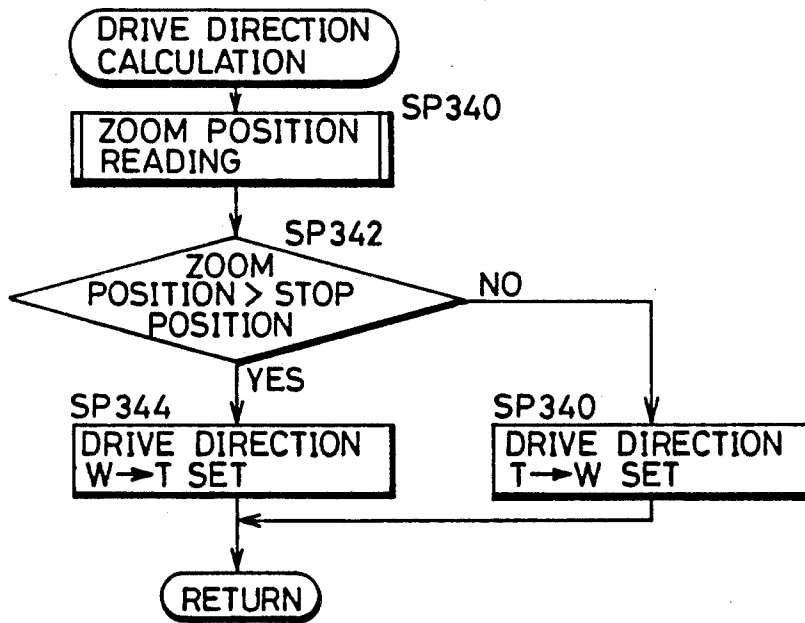 DRIVE DIRECTION
CALCULATION
SP340
ZOOM POSITION
READING
SP342
ZOOM
POSITION > STOP
POSITION
NO
YES
SP344
DRIVE DIRECTION
W→T SET
SP340
DRIVE DIRECTION
T→W SET
RETURN